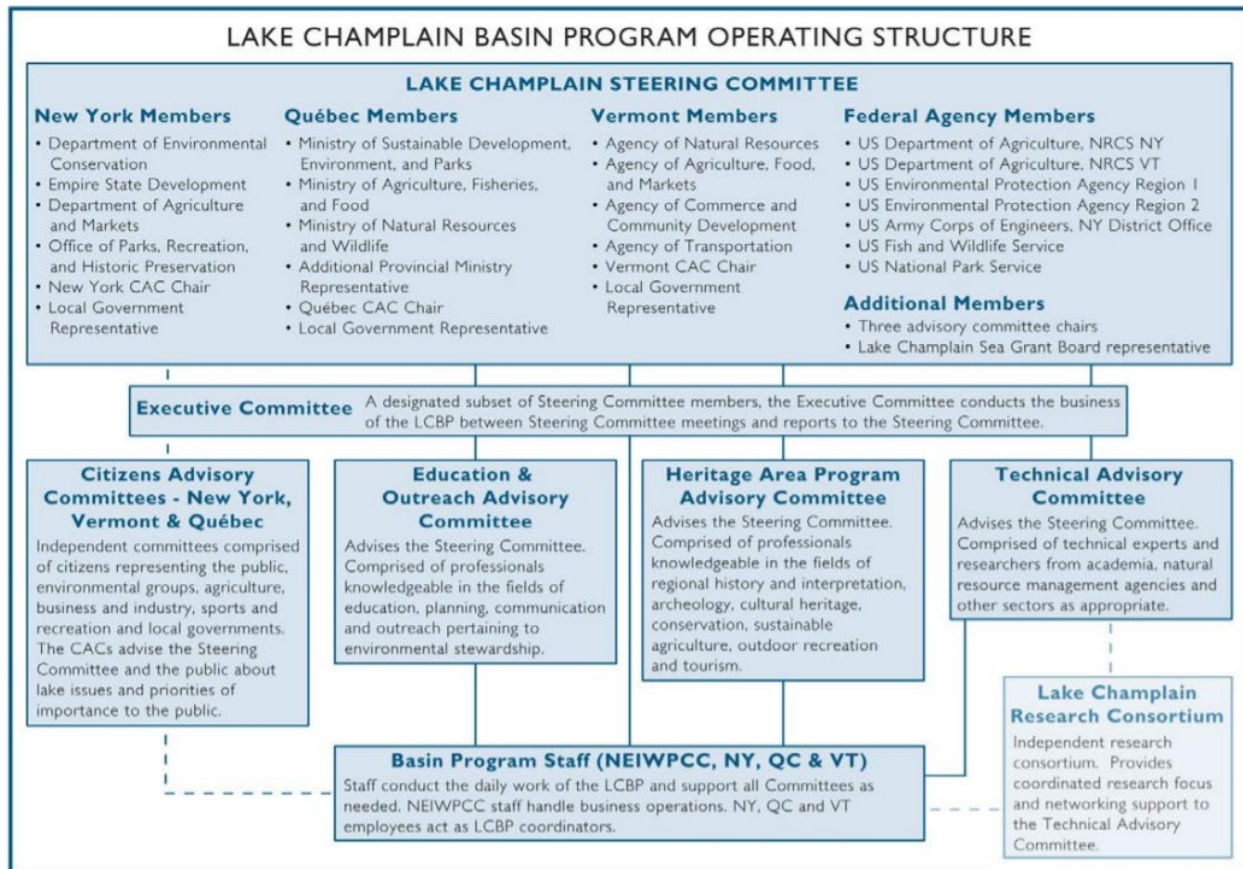 LAKE CHAMPLAIN BASIN PROGRAM OPERATING STRUCTURE
LAKE CHAMPLAIN STEERING COMMITTEE
New York Members
• Department of Environmental
Conservation
• Empire State Development
• Department of Agriculture
and Markets
• Office of Parks, Recreation,
and Historic Preservation
• New York CAC Chair
• Local Government
Representative
Québec Members
• Ministry of Sustainable Development,
Environment, and Parks
• Ministry of Agriculture, Fisheries,
and Food
• Ministry of Natural Resources
and Wildlife
• Additional Provincial Ministry
Representative
• Québec CAC Chair
• Local Government Representative
Vermont Members
• Agency of Natural Resources
• Agency of Agriculture, Food,
and Markets
• Agency of Commerce and
Community Development
• Agency of Transportation
• Vermont CAC Chair
• Local Government
Representative
Federal Agency Members
• US Department of Agriculture, NRCS NY
• US Department of Agriculture, NRCS VT
• US Environmental Protection Agency Region 1
• US Environmental Protection Agency Region 2
• US Army Corps of Engineers, NY District Office
• US Fish and Wildlife Service
• US National Park Service
Additional Members
• Three advisory committee chairs
• Lake Champlain Sea Grant Board representative
Executive Committee
A designated subset of Steering Committee members, the Executive Committee conducts the business
of the LCBP between Steering Committee meetings and reports to the Steering Committee.
Citizens Advisory
Committees - New York,
Vermont & Québec
Independent committees comprised
of citizens representing the public,
environmental groups, agriculture,
business and industry, sports and
recreation and local governments.
The CACs advise the Steering
Committee and the public about
lake issues and priorities of
importance to the public.
Education &
Outreach Advisory
Committee
Advises the Steering Committee.
Comprised of professionals
knowledgeable in the fields of
education, planning, communication
and outreach pertaining to
environmental stewardship.
Heritage Area Program
Advisory Committee
Advises the Steering Committee.
Comprised of professionals
knowledgeable in the fields of
regional history and interpretation,
archeology, cultural heritage,
conservation, sustainable
agriculture, outdoor recreation
and tourism.
Technical Advisory
Committee
Advises the Steering Committee.
Comprised of technical experts and
researchers from academia, natural
resource management agencies and
other sectors as appropriate.
Lake Champlain
Research Consortium
Independent research
consortium. Provides
coordinated research focus
and networking support to
the Technical Advisory
Committee.
Basin Program Staff (NEIWPCC, NY, QC & VT)
Staff conduct the daily work of the LCBP and support all Committees as
needed. NEIWPCC staff handle business operations. NY, QC and VT
employees act as LCBP coordinators.